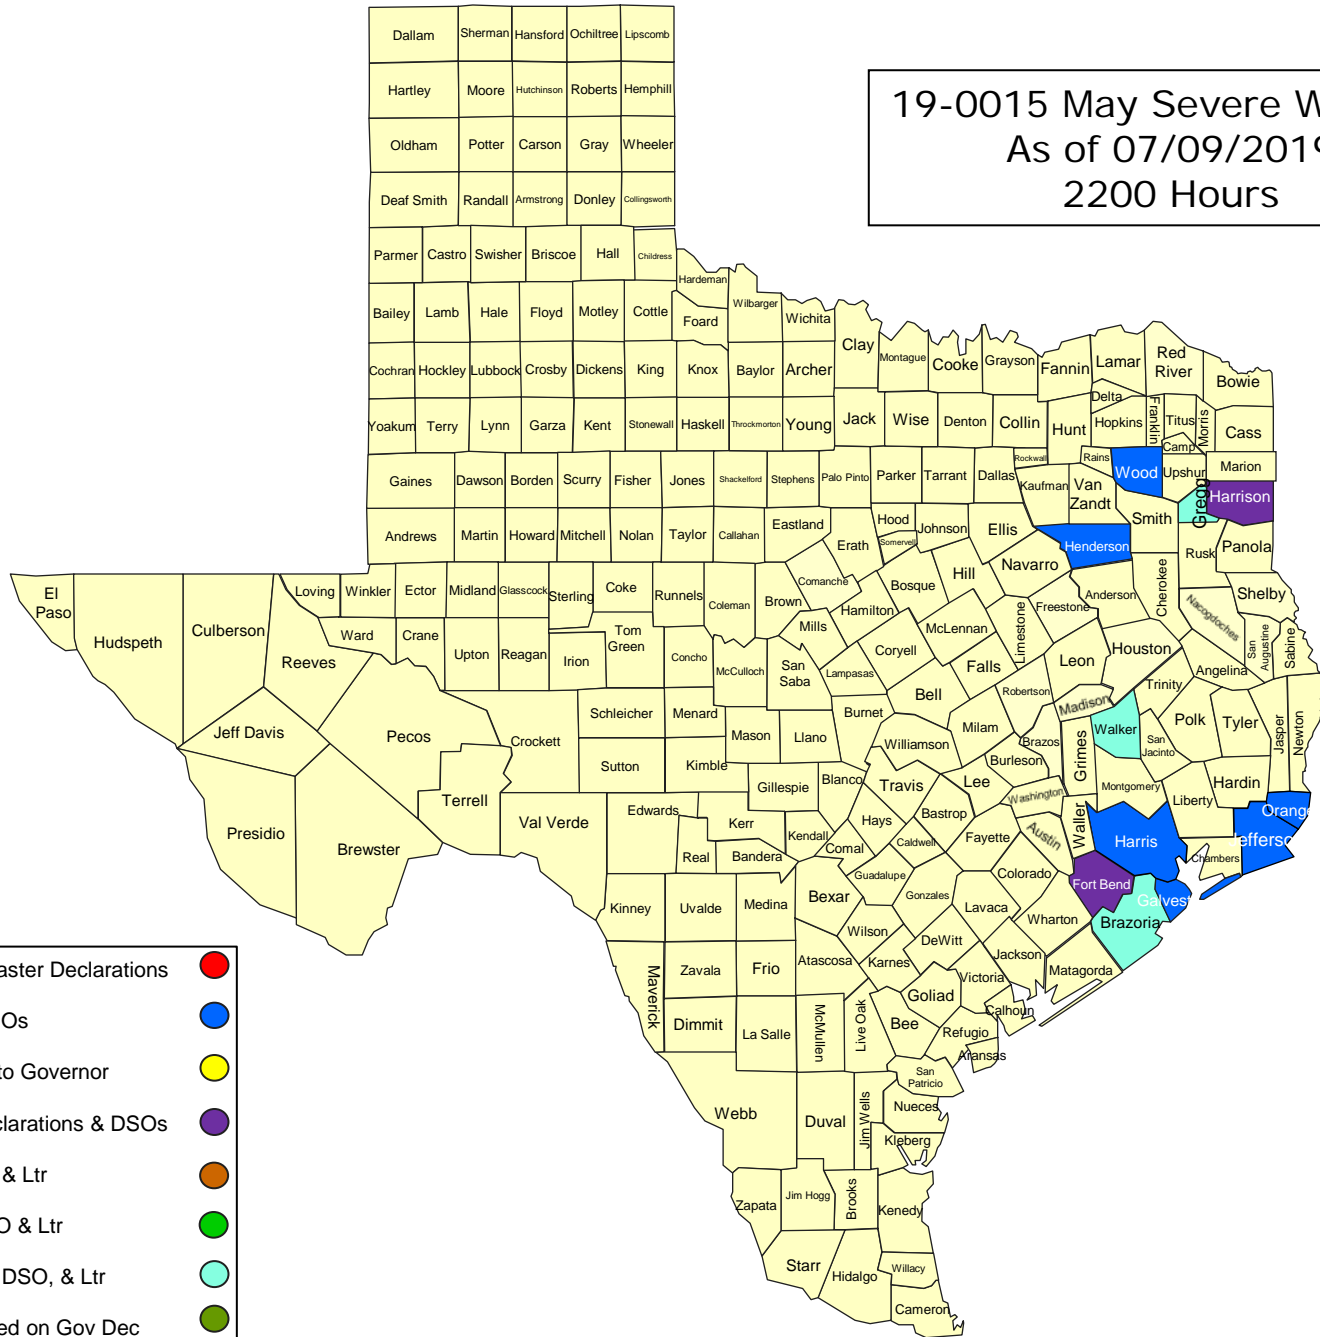 Dallam Sherman Hansford Ochiltree Lipscomb
Hartley Moore Hutchinson Roberts Hemphill
19-0015 May Severe W
As of 07/09/2019
2200 Hours
Oldham Potter Carson Gray Wheeler
Deaf Smith Randall Armstrong Donley Collingsworth
Parmer Castro Swisher Briscoe Hall Childress
Hardeman
Bailey Lamb Hale Floyd Motley Cottle Foard Wilbarger Wichita
Clay Montague Cooke Grayson Fannin Lamar Red River Bowie
Cochran Hockley Lubbock Crosby Dickens King Knox Baylor Archer
Delta
Yoakum Terry Lynn Garza Kent Stonewall Haskell Throckmorton Young Jack Wise Denton Collin Hunt Hopkins Franklin Titus Morris Cass
Camp
Rockwall Rains Wood Upshur Marion
Gaines Dawson Borden Scurry Fisher Jones Shackelford Stephens Palo Pinto Parker Tarrant Dallas Kaufman Van Zandt Gregg Harrison
Andrews Martin Howard Mitchell Nolan Taylor Callahan Eastland Erath Hood Somervell Johnson Ellis Henderson Smith Rusk Panola
El Paso Hudspeth Culberson Loving Winkler Ector Midland Glasscock Sterling Coke Runnels Coleman Brown Comanche Hamilton Bosque Hill Navarro Freestone Anderson Cherokee Nacogdoches Shelby
Reeves Ward Crane Upton Reagan Irion Tom Green Concho McCulloch San Saba Mills Lampasas Coryell McLennan Limestone Falls Leon Houston Angelina San Augustine Sabine
Jeff Davis Pecos Crockett Schleicher Menard Mason Llano Burnet Bell Milam Robertson Madison Walker Trinity San Jacinto Polk Tyler Jasper Newton
Terrell Sutton Kimble Gillespie Blanco Williamson Travis Lee Burleson Brazos Grimes Montgomery Liberty Hardin Orange
Presidio Brewster Val Verde Edwards Kerr Real Bandera Kendall Comal Hays Caldwell Bastrop Fayette Washington Austin Waller Harris Chambers Jefferso
Kinney Uvalde Medina Bexar Guadalupe Gonzales Lavaca Colorado Wharton Fort Bend Brazoria Galvest
Maverick Zavala Frio Atascosa Wilson Karnes DeWitt Jackson Matagorda
Dimmit La Salle McMullen Live Oak Bee Goliad Victoria Calhoun Refugio Aransas
San Patricio
Webb Duval Jim Wells Nueces
Kleberg
Zapata Jim Hogg Brooks Kenedy
Starr Hidalgo Willacy
Cameron
aster Declarations
Os
to Governor
clarations & DSOs
& Ltr
O & Ltr
DSO, & Ltr
ed on Gov Dec